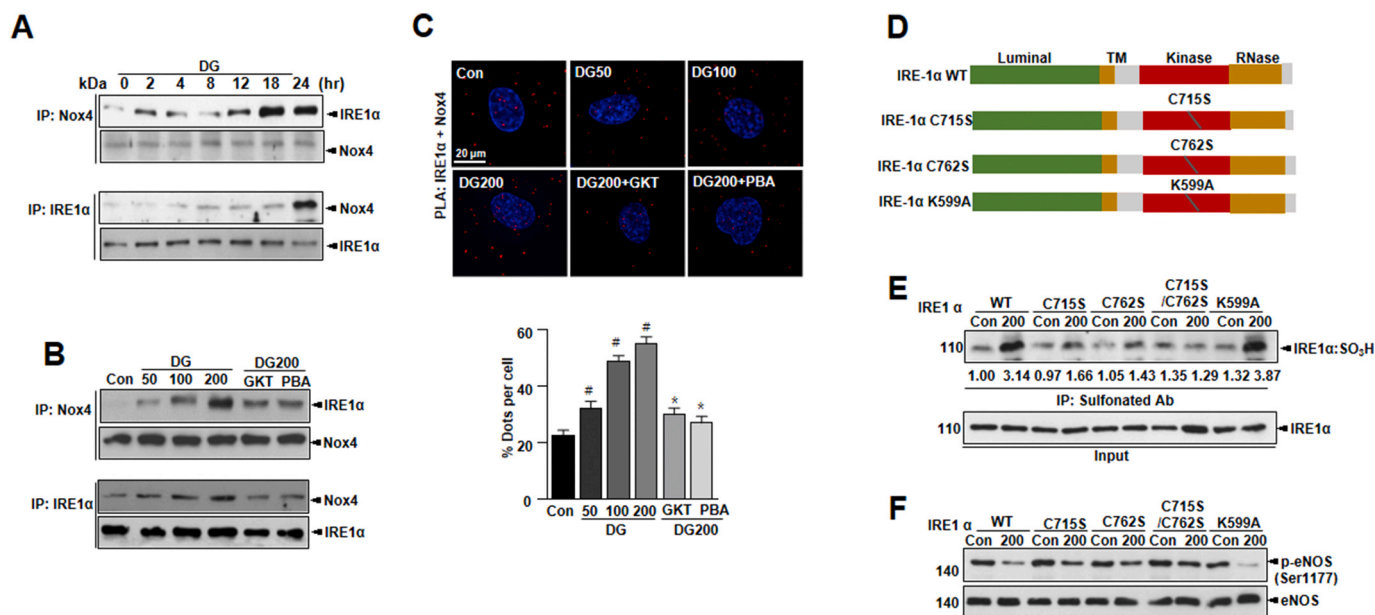 A
DG
kDa 0 2 4 8 12 18 24 (hr)
IP: Nox4
IRE1α
Nox4
IP: IRE1α
Nox4
IRE1α
B
DG
DG200
Con 50 100 200 GKT PBA
IP: Nox4
IRE1α
Nox4
IP: IRE1α
Nox4
IRE1α
C
PLA: IRE1α + Nox4
Con
DG50
DG100
20 µm
DG200
DG200+GKT
DG200+PBA
% Dots per cell
60
40
20
0
#
#
#
*
*
Con 50 100 200 GKT PBA
DG
DG200
D
Luminal TM Kinase RNase
IRE-1α WT
C715S
IRE-1α C715S
C762S
IRE-1α C762S
K599A
IRE-1α K599A
E
IRE1 α
WT C715S C762S C715S/C762S K599A
Con 200 Con 200 Con 200 Con 200 Con 200
110
IRE1α:SO3H
1.00 3.14 0.97 1.66 1.05 1.43 1.35 1.29 1.32 3.87
IP: Sulfonated Ab
110
IRE1α
Input
F
IRE1 α
WT C715S C762S C715S/C762S K599A
Con 200 Con 200 Con 200 Con 200 Con 200
140
p-eNOS
(Ser1177)
140
eNOS